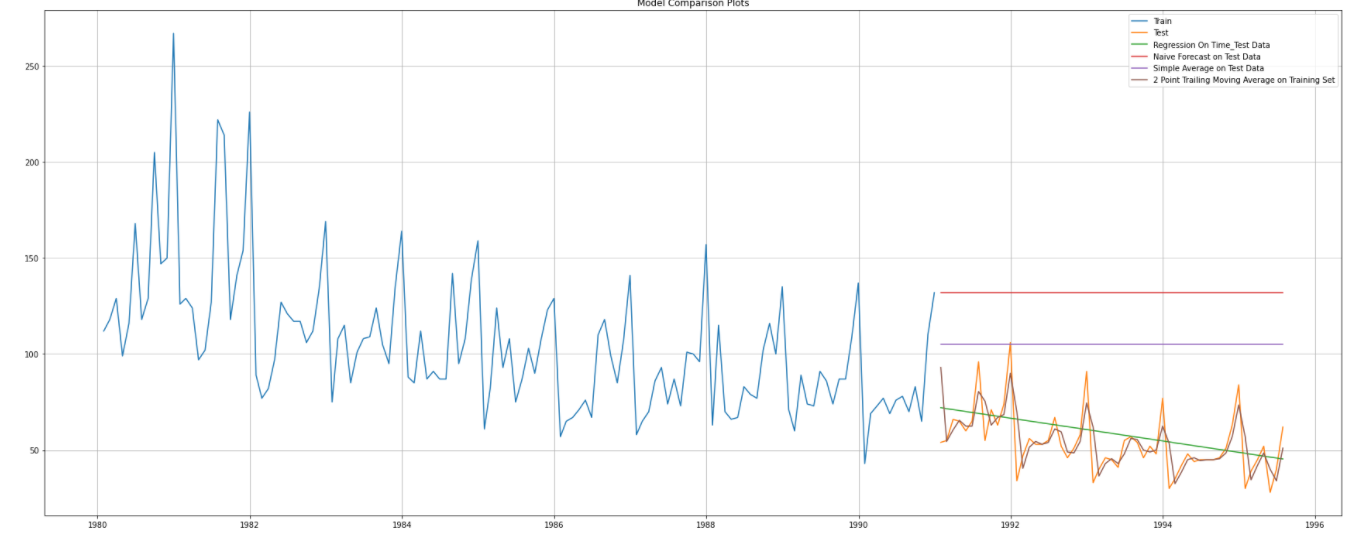 Model Comparison Plots
Train
Test
Regression On Time_Test Data
Naive Forecast on Test Data
Simple Average on Test Data
2 Point Trailing Moving Average on Training Set
250
200
150
100
50
1980 1982 1984 1986 1988 1990 1992 1994 1996